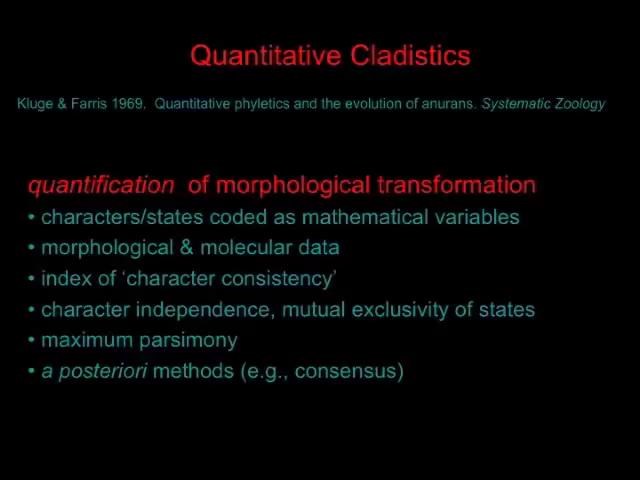 Quantitative Cladistics
Kluge & Farris 1969.  Quantitative phyletics and the evolution of anurans. Systematic Zoology
quantification  of morphological transformation
• characters/states coded as mathematical variables
• morphological & molecular data
• index of ‘character consistency’
• character independence, mutual exclusivity of states
• maximum parsimony
• a posteriori methods (e.g., consensus)